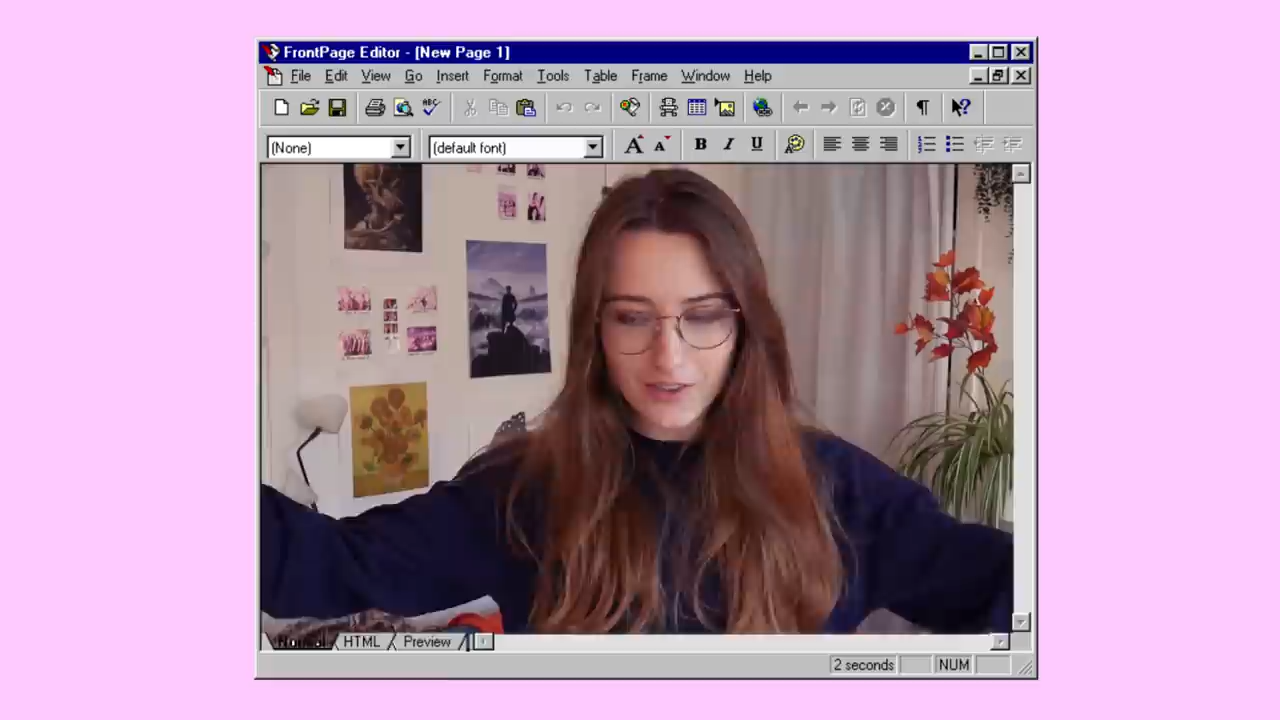 FrontPage Editor - [New Page 1]
File Edit View Go Insert Format Tools Table Frame Window Help
ABC
(None) (default font) A A B I U
HTML Preview
2 seconds NUM